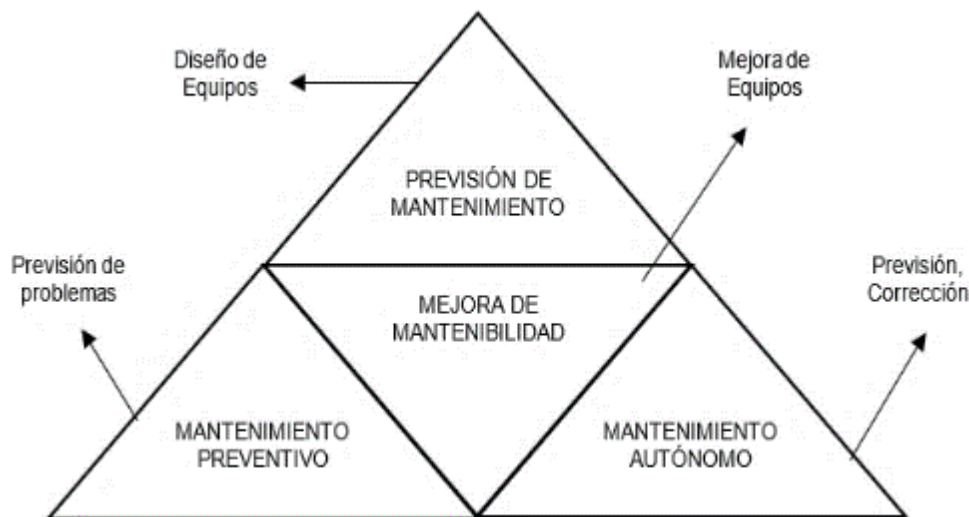 Diseño de
Equipos
Mejora de
Equipos
PREVISIÓN DE
MANTENIMIENTO
Previsión de
problemas
MEJORA DE
MANTENIBILIDAD
Previsión,
Corrección
MANTENIMIENTO
PREVENTIVO
MANTENIMIENTO
AUTÓNOMO